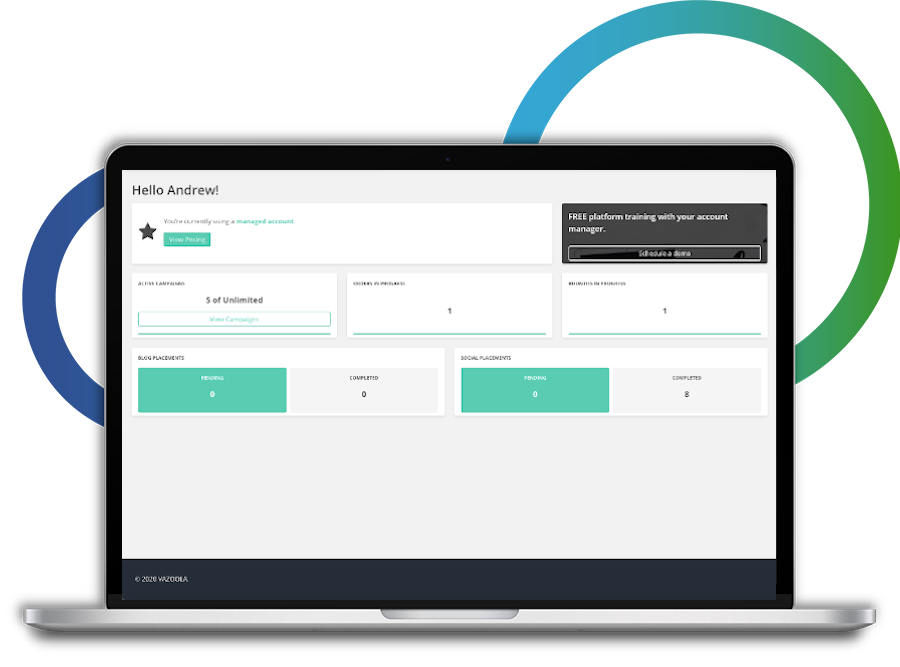 Hello Andrew!
You're currently using a managed account
View Pricing
FREE platform training with your account
manager.
Schedule a demo
ACTIVE CAMPAIGNS
5 of Unlimited
View Campaigns
ORDERS IN PROGRESS
1
BOUNTIES IN PROGRESS
1
BLOG PLACEMENTS
PENDING
0
COMPLETED
0
SOCIAL PLACEMENTS
PENDING
0
COMPLETED
8
© 2020 VAZOOLA